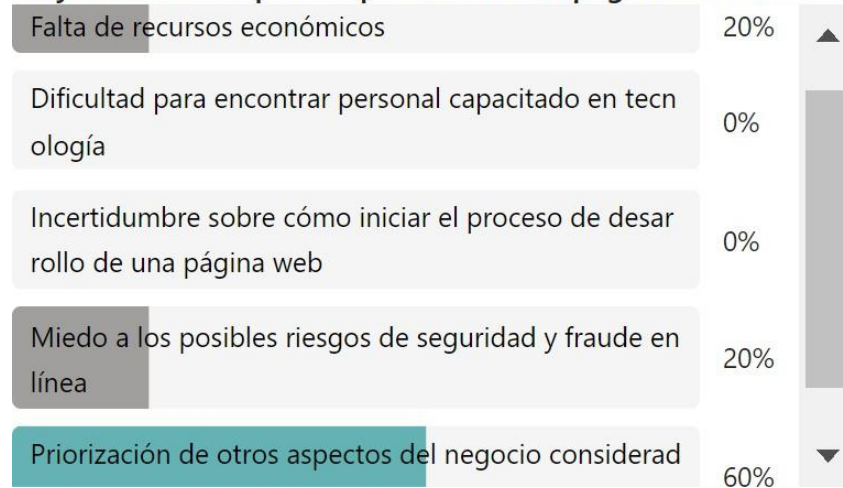 Falta de recursos económicos 20%
Dificultad para encontrar personal capacitado en tecn
ología
0%
Incertidumbre sobre cómo iniciar el proceso de desar
rollo de una página web
0%
Miedo a los posibles riesgos de seguridad y fraude en
línea
20%
Priorización de otros aspectos del negocio considerad
60%